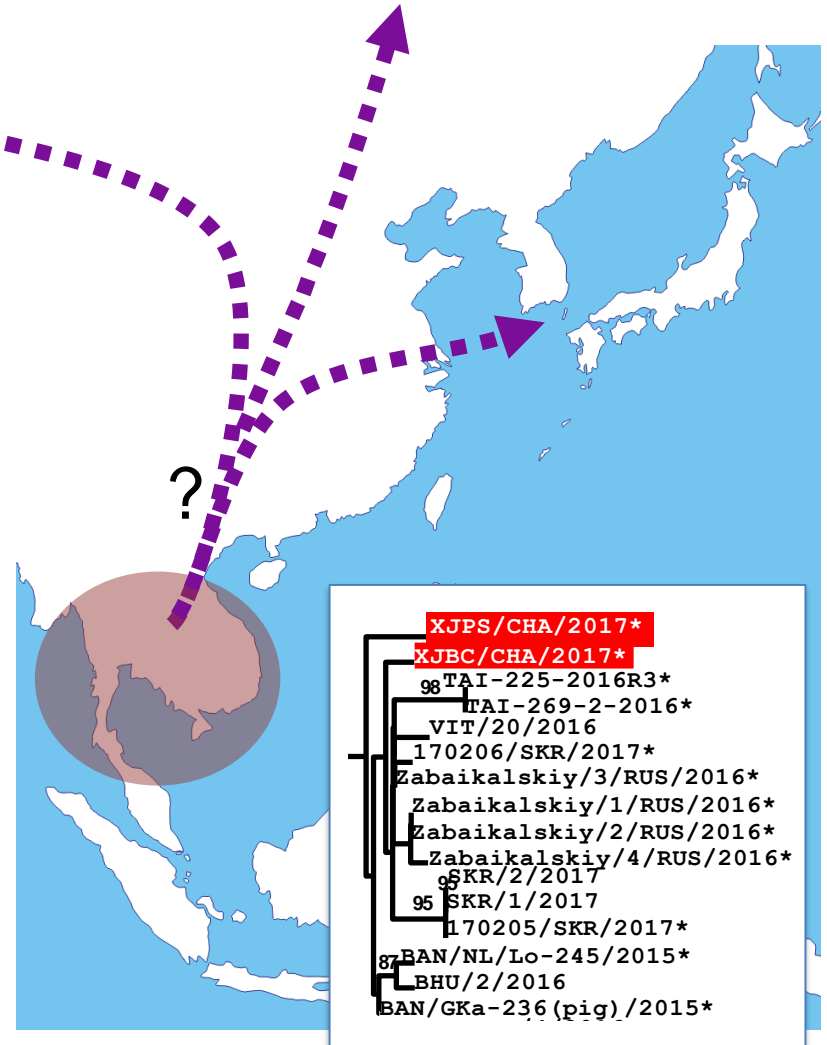 ?
XJPS/CHA/2017*
XJBC/CHA/2017*
98 TAI-225-2016R3*
TAI-269-2-2016*
VIT/20/2016
170206/SKR/2017*
Zabaikalskiy/3/RUS/2016*
Zabaikalskiy/1/RUS/2016*
Zabaikalskiy/2/RUS/2016*
Zabaikalskiy/4/RUS/2016*
95 SKR/2/2017
95 SKR/1/2017
170205/SKR/2017*
87 BAN/NL/Lo-245/2015*
BHU/2/2016
BAN/GKa-236(pig)/2015*